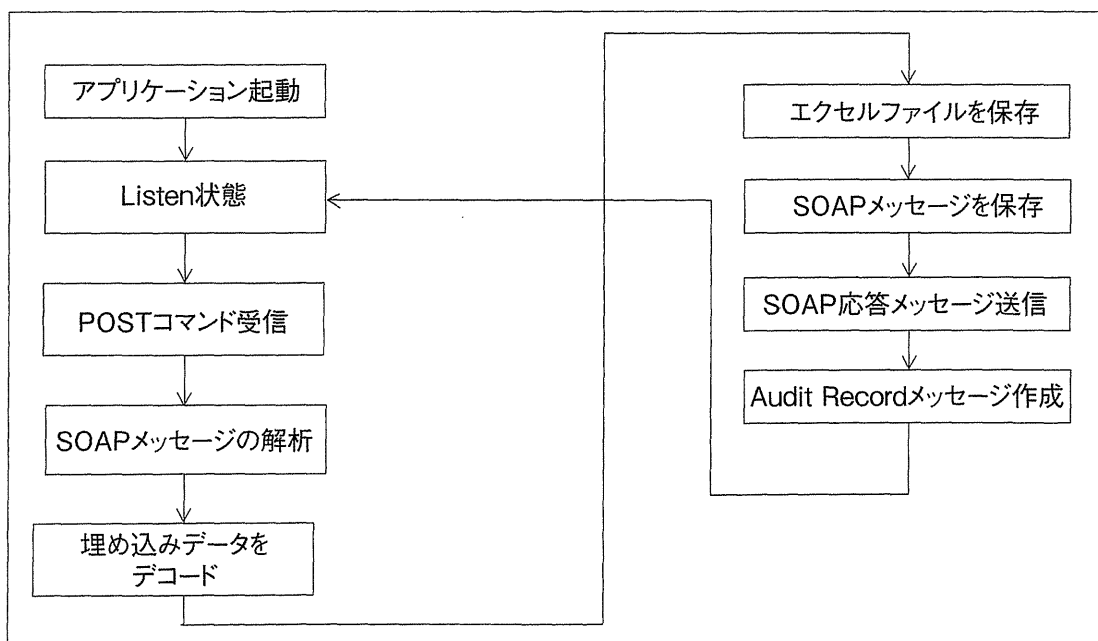 アプリケーション起動
Listen状態
POSTコマンド受信
SOAPメッセージの解析
埋め込みデータを
デコード
エクセルファイルを保存
SOAPメッセージを保存
SOAP応答メッセージ送信
Audit Recordメッセージ作成